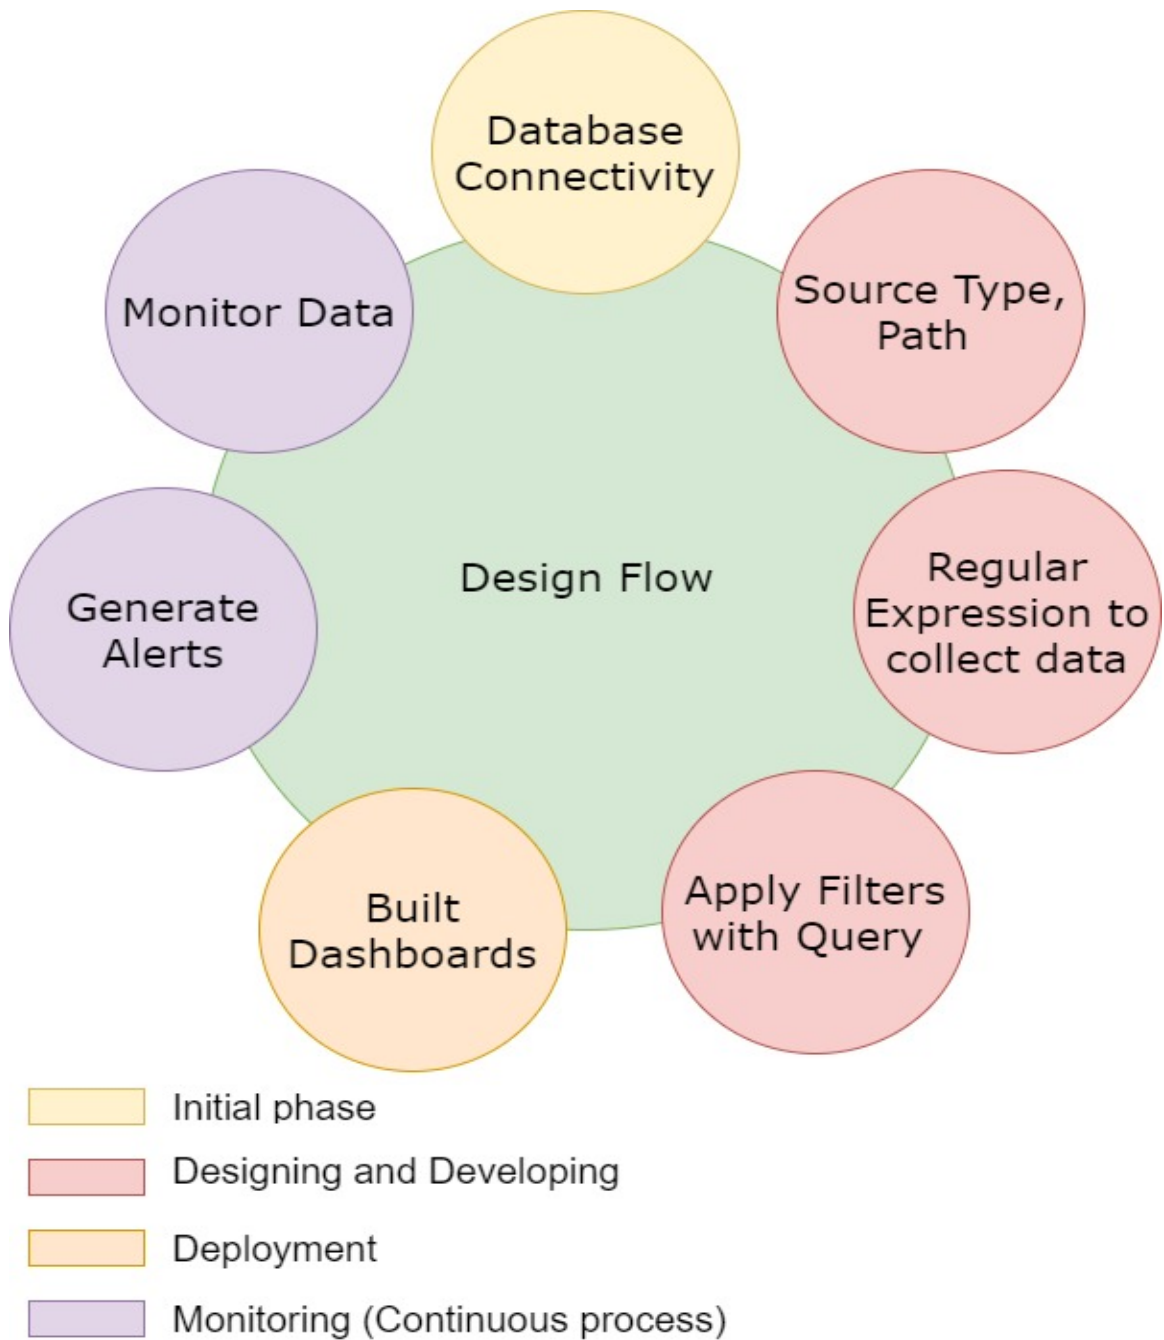 Database
Connectivity
Source Type,
Path
Regular
Expression to
collect data
Apply Filters
with Query
Built
Dashboards
Generate
Alerts
Monitor Data
Design Flow
Initial phase
Designing and Developing
Deployment
Monitoring (Continuous process)